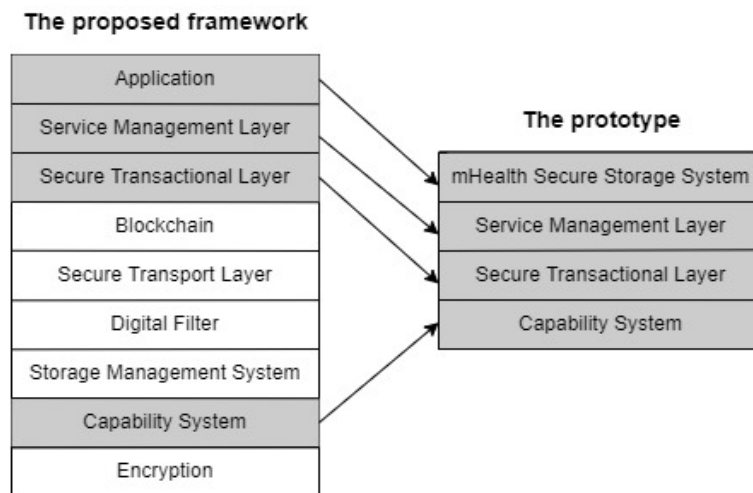 The proposed framework
Application
Service Management Layer
Secure Transactional Layer
Blockchain
Secure Transport Layer
Digital Filter
Storage Management System
Capability System
Encryption
The prototype
mHealth Secure Storage System
Service Management Layer
Secure Transactional Layer
Capability System